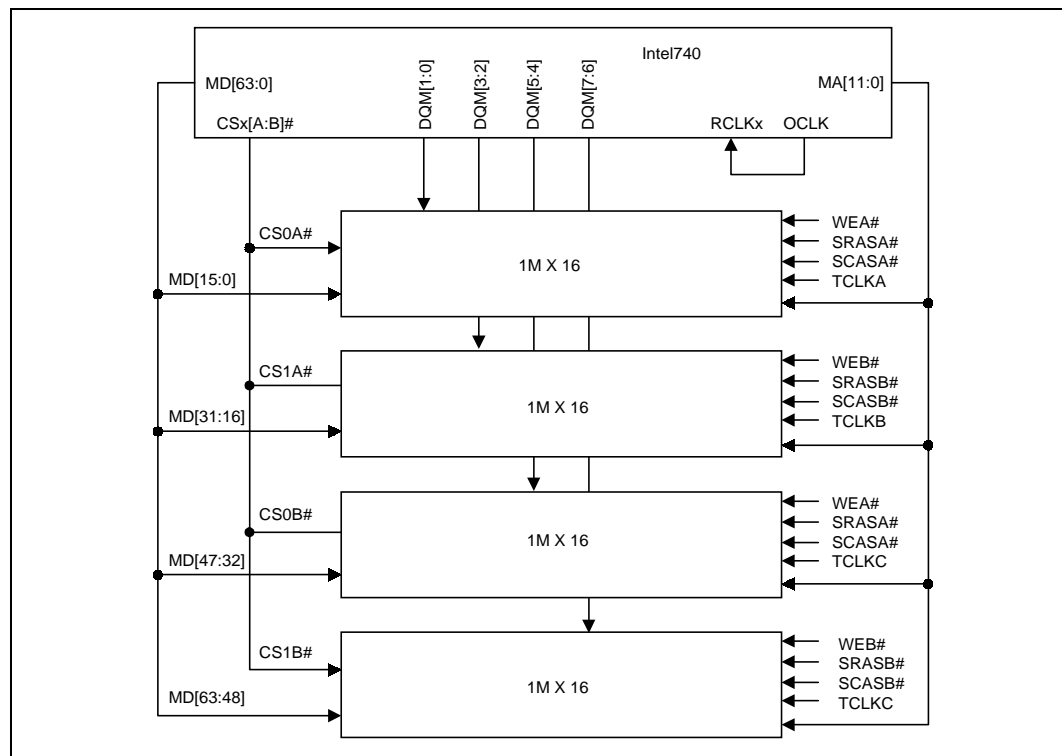 Intel740
MD[63:0]
MA[11:0]
DQM[1:0]
DQM[3:2]
DQM[5:4]
DQM[7:6]
CSx[A:B]#
RCLKx
OCLK
CS0A#
MD[15:0]
1M X 16
WEA#
SRASA#
SCASA#
TCLKA
CS1A#
MD[31:16]
1M X 16
WEB#
SRASB#
SCASB#
TCLKB
CS0B#
MD[47:32]
1M X 16
WEA#
SRASA#
SCASA#
TCLKC
CS1B#
MD[63:48]
1M X 16
WEB#
SRASB#
SCASB#
TCLKC